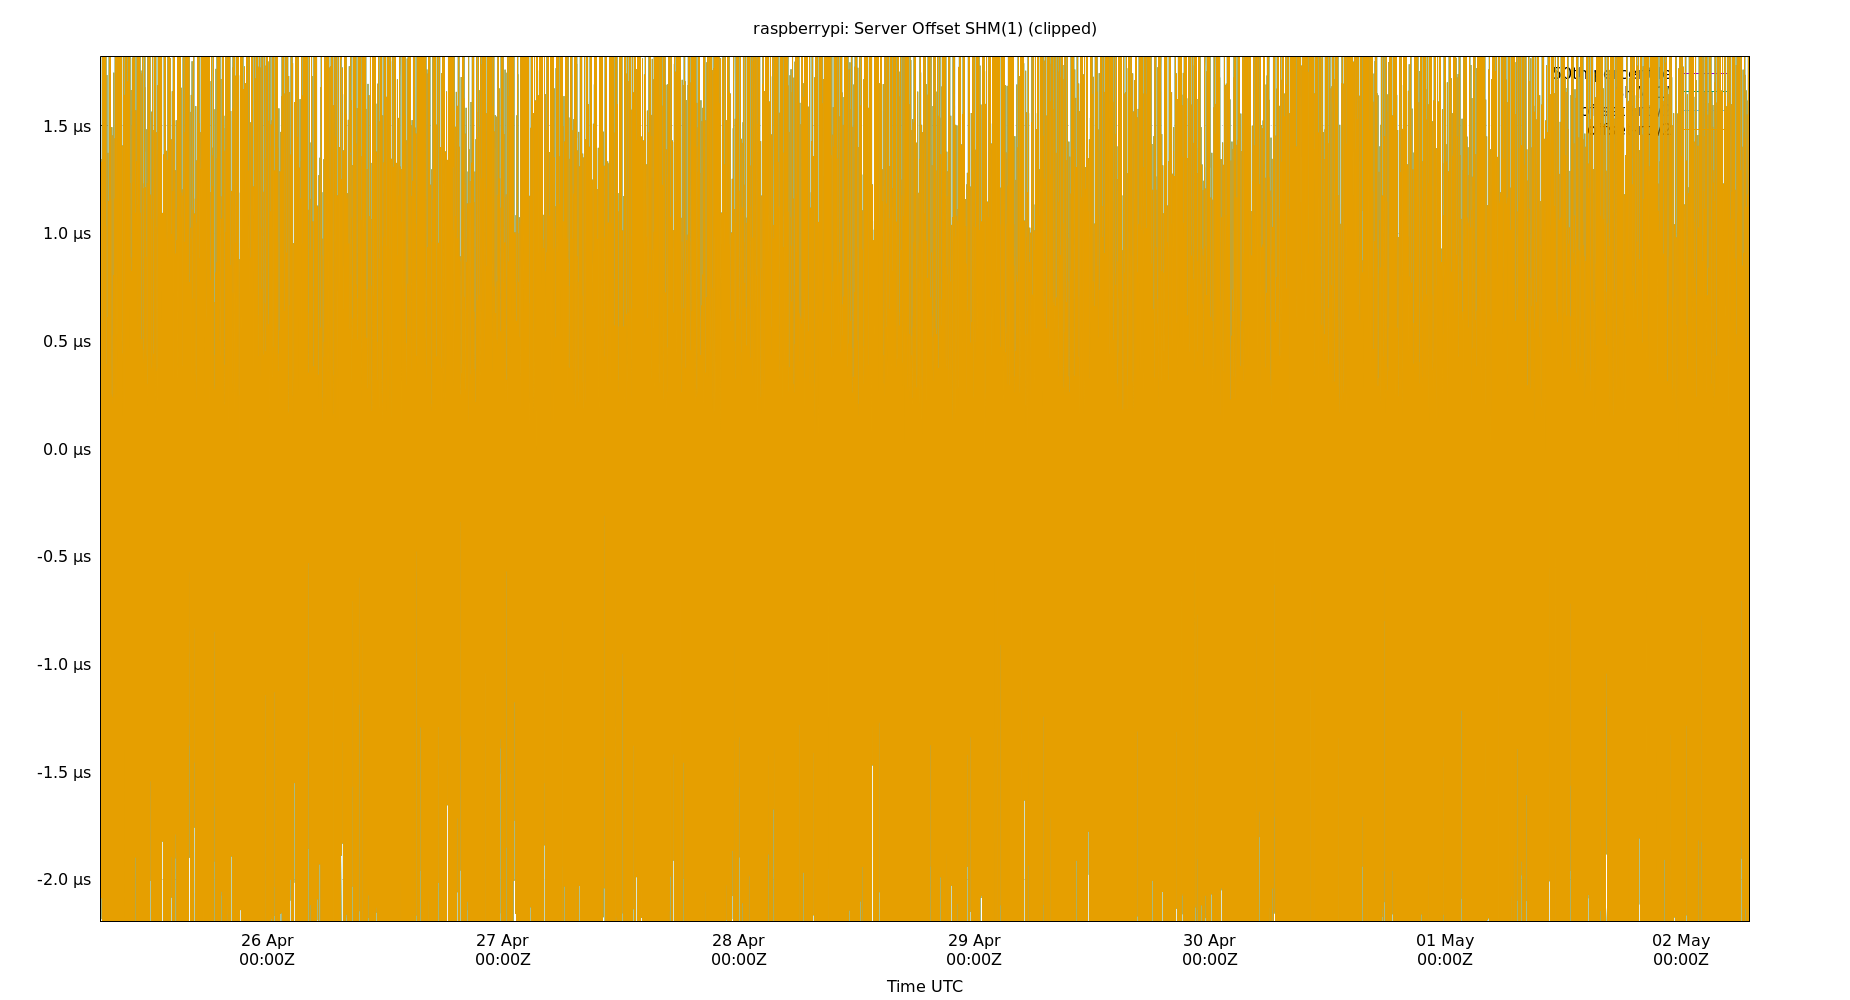 raspberrypi: Server Offset SHM(1) (clipped)
50th percentile
1.5 µs
1.0 µs
0.5 µs
0.0 µs
-0.5 µs
-1.0 µs
-1.5 µs
-2.0 µs
26 Apr 27 Apr 28 Apr 29 Apr 30 Apr 01 May 02 May
00:00Z 00:00Z 00:00Z 00:00Z 00:00Z 00:00Z 00:00Z
Time UTC